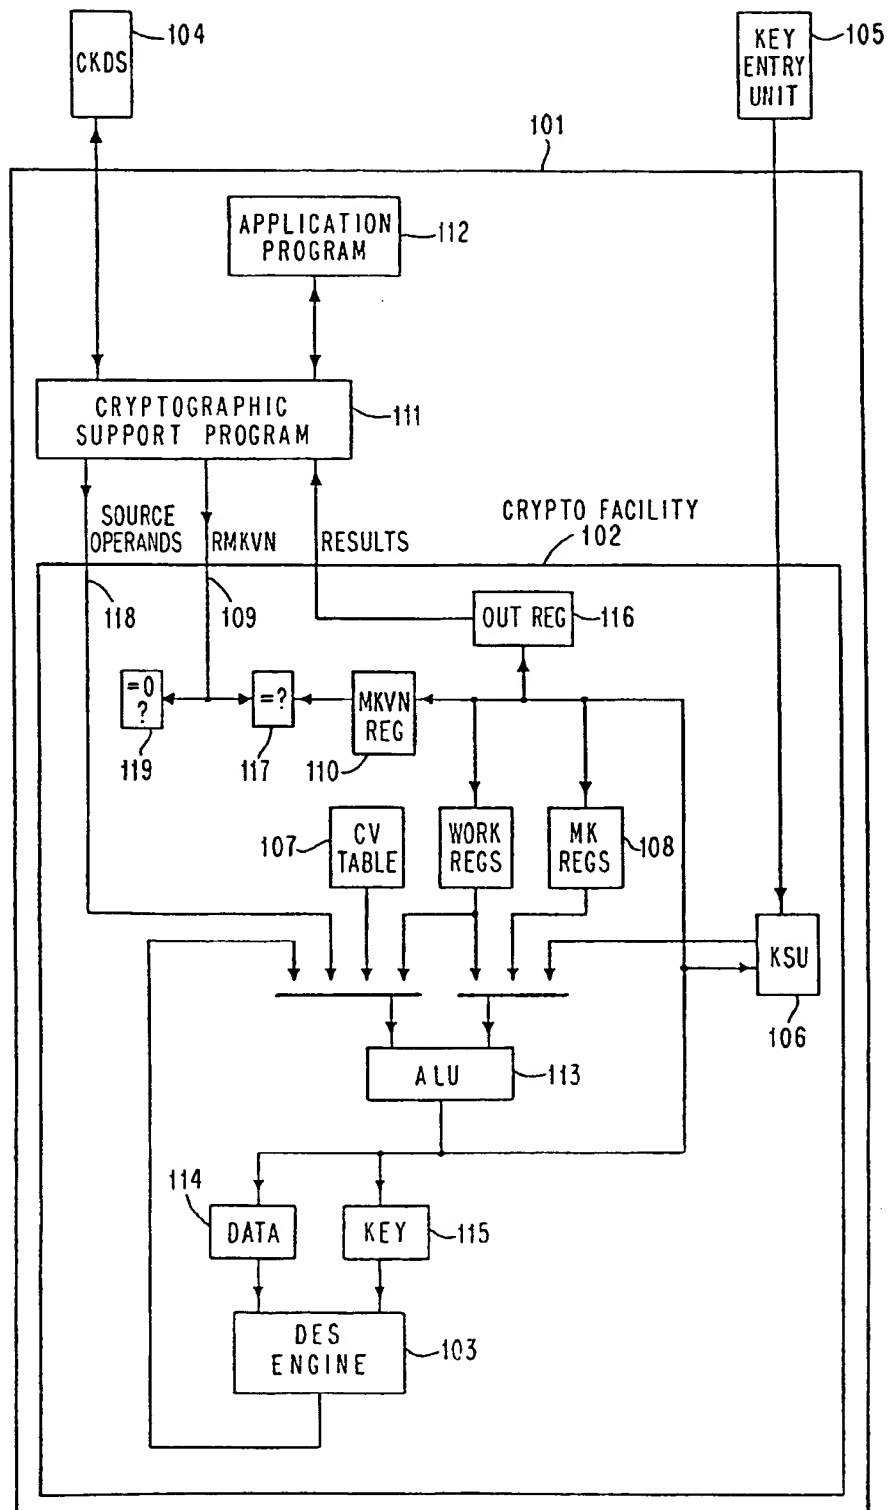 104
CKDS
KEY
ENTRY
UNIT
105
101
APPLICATION
PROGRAM
112
CRYPTOGRAPHIC
SUPPORT PROGRAM
111
SOURCE
OPERANDS
RMKVN
RESULTS
CRYPTO FACILITY
102
118
109
OUT REG
116
=0
?
119
=?
117
MKVN
REG
110
107
CV
TABLE
WORK
REGS
MK
REGS
108
KSU
106
ALU
113
114
DATA
KEY
115
DES
ENGINE
103